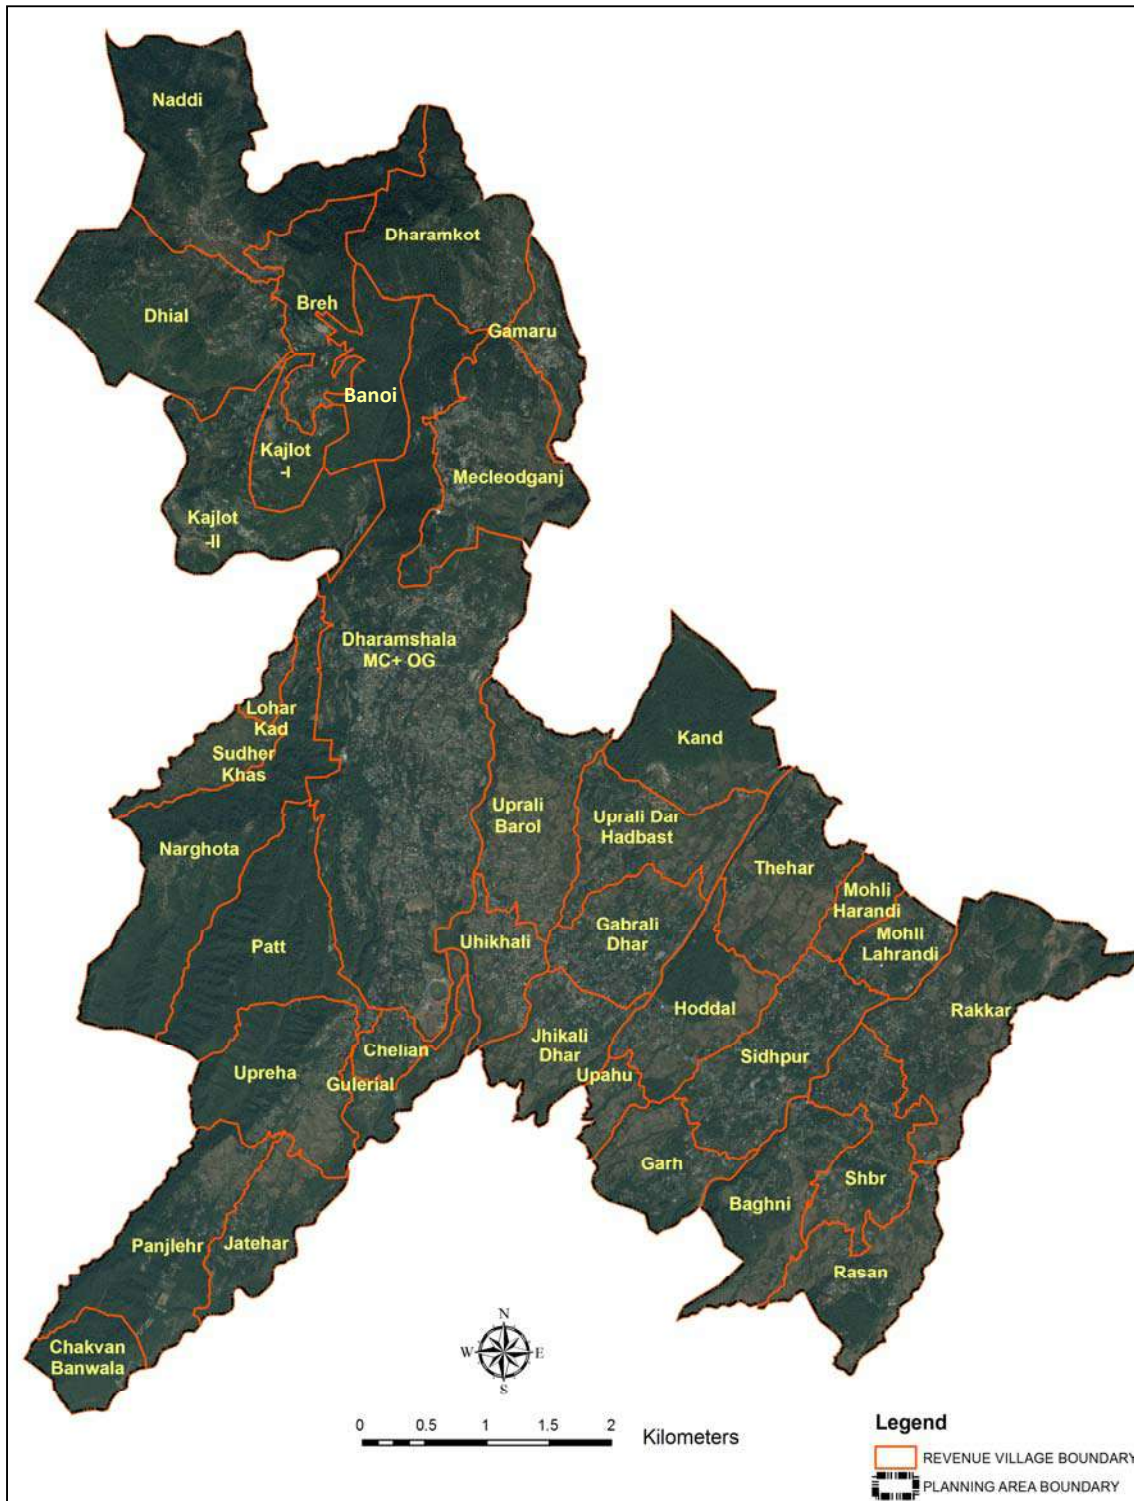 Naddi
Dharamkot
Breh
Dhial
Gamaru
Banoi
Kajlot
-I
Mecleodganj
Kajlot
-II
Dharamshala
MC+ OG
Lohar
Kad
Sudher
Khas
Kand
Uprali
Barol
Uprali Dar
Hadbast
Narghota
Thehar
Mohli
Harandi
Gabrali
Dhar
Mohli
Lahrandi
Uhikhali
Patt
Hoddal
Rakkar
Jhikali
Dhar
Chelian
Sidhpur
Upreha
Upahu
Gulerial
Garh
Shbr
Baghni
Panjlehr
Jatehar
Rasan
Chakvan
Banwala
N
W
E
S
0 0.5 1 1.5 2
Kilometers
Legend
REVENUE VILLAGE BOUNDARY
PLANNING AREA BOUNDARY